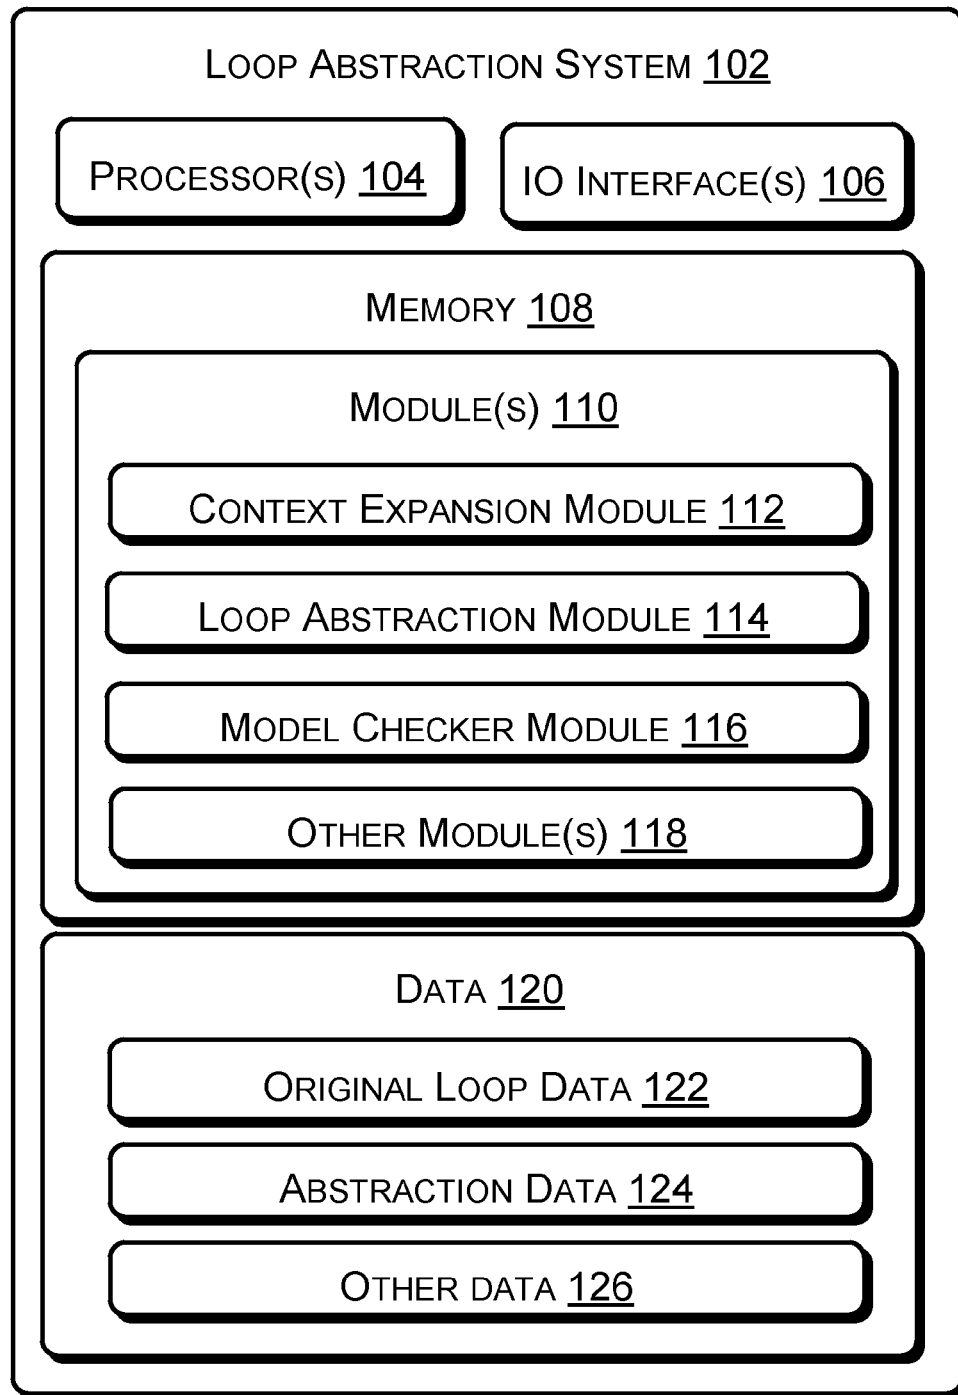 LOOP ABSTRACTION SYSTEM 102
PROCESSOR(S) 104
IO INTERFACE(S) 106
MEMORY 108
MODULE(S) 110
CONTEXT EXPANSION MODULE 112
LOOP ABSTRACTION MODULE 114
MODEL CHECKER MODULE 116
OTHER MODULE(S) 118
DATA 120
ORIGINAL LOOP DATA 122
ABSTRACTION DATA 124
OTHER DATA 126